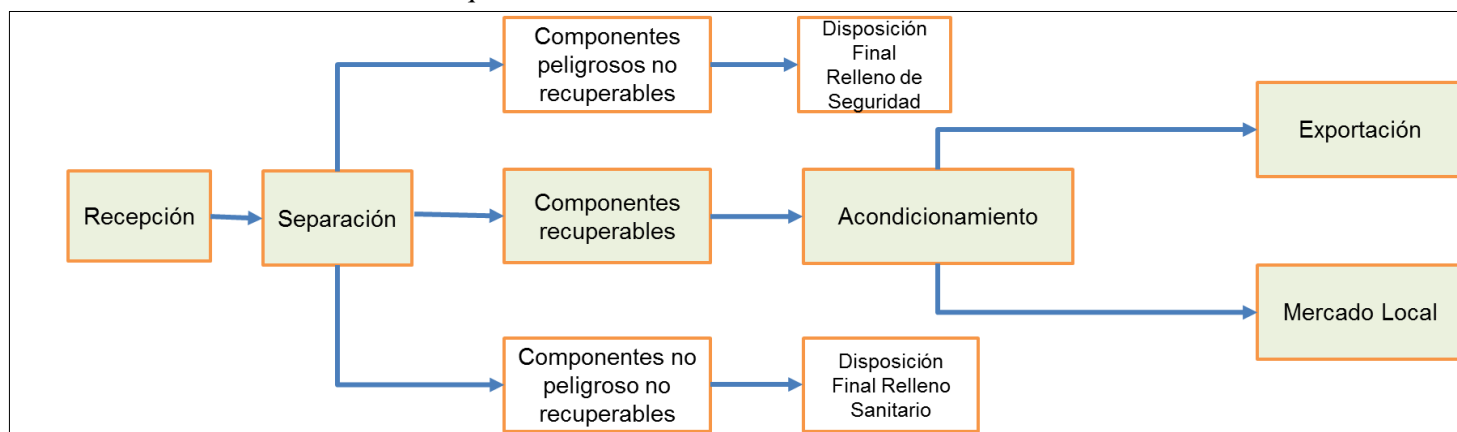 Componentes
peligrosos no
recuperables
Disposición
Final
Relleno de
Seguridad
Exportación
Recepción
Separación
Componentes
recuperables
Acondicionamiento
Mercado Local
Componentes no
peligroso no
recuperables
Disposición
Final Relleno
Sanitario